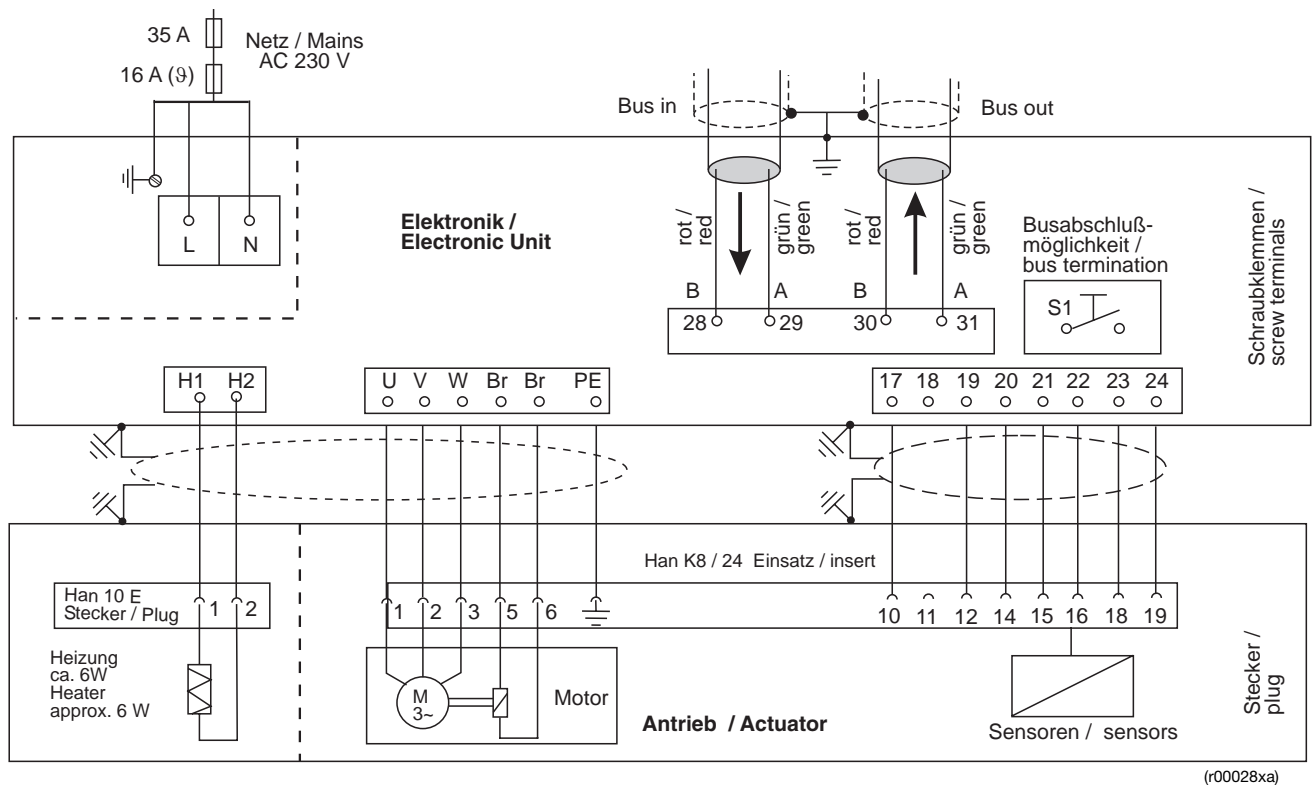 35 A
Netz / Mains
AC 230 V
16 A (ϑ)
Bus in
Bus out
L
N
Elektronik /
Electronic Unit
rot /
red
grün /
green
rot /
red
grün /
green
Busabschluß-
möglichkeit /
bus termination
S1
Schraubklemmen /
screw terminals
B A B A
28 29 30 31
H1 H2
U V W Br Br PE
17 18 19 20 21 22 23 24
Han K8 / 24 Einsatz / insert
Han 10 E
Stecker / Plug
1 2
1 2 3 5 6
10 11 12 14 15 16 18 19
Heizung
ca. 6W
Heater
approx. 6 W
M
3~
Motor
Antrieb / Actuator
Sensoren / sensors
Stecker /
plug
(r00028xa)